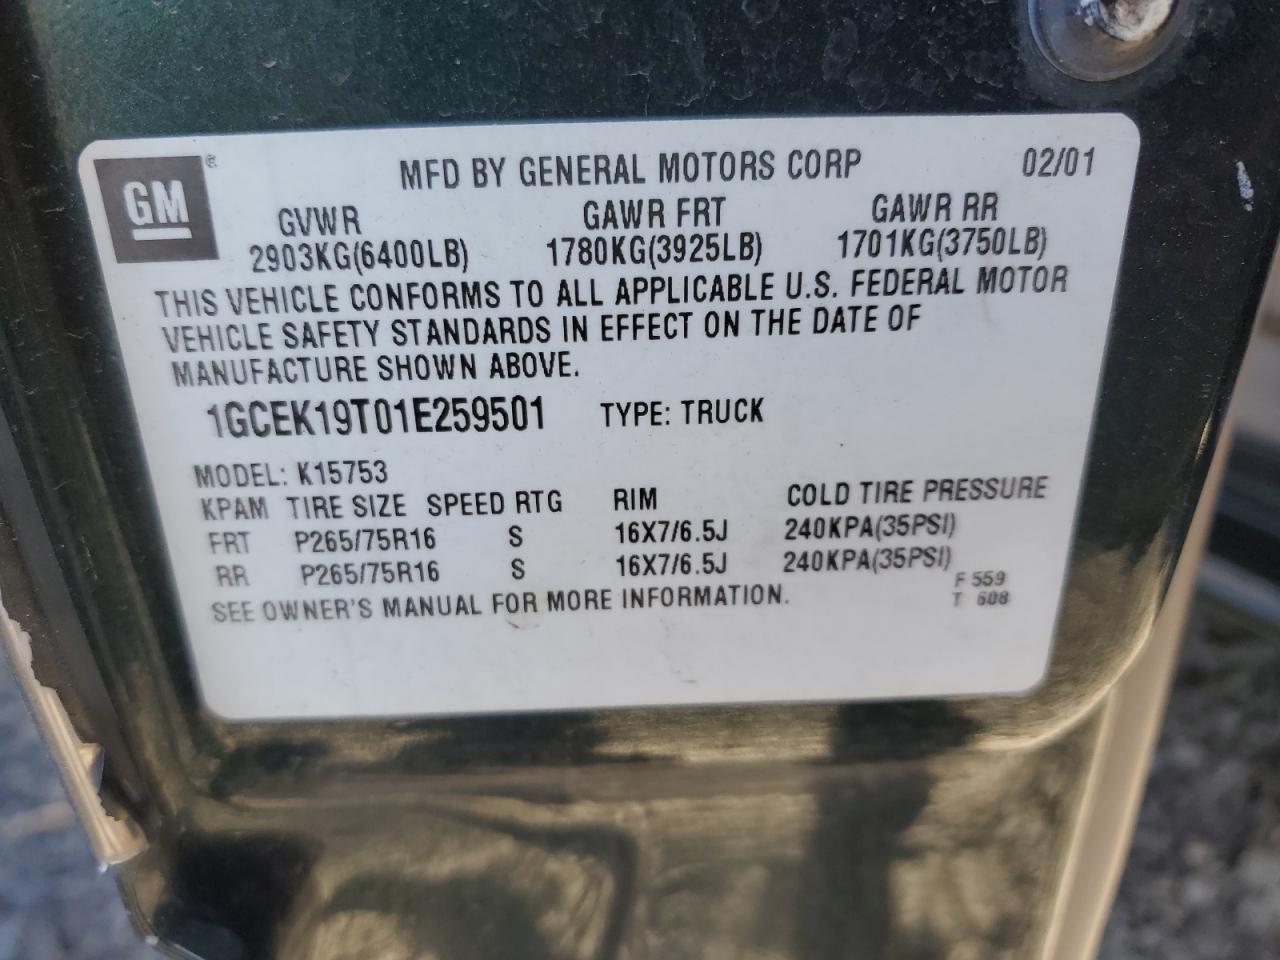 GM ® MFD BY GENERAL MOTORS CORP 02/01
GVWR GAWR FRT GAWR RR
2903KG(6400LB) 1780KG(3925LB) 1701KG(3750LB)
THIS VEHICLE CONFORMS TO ALL APPLICABLE U.S. FEDERAL MOTOR
VEHICLE SAFETY STANDARDS IN EFFECT ON THE DATE OF
MANUFACTURE SHOWN ABOVE.
1GCEK19T01E259501 TYPE: TRUCK
MODEL: K15753
KPAM TIRE SIZE SPEED RTG RIM COLD TIRE PRESSURE
FRT P265/75R16 S 16X7/6.5J 240KPA(35PSI)
RR P265/75R16 S 16X7/6.5J 240KPA(35PSI)
SEE OWNER'S MANUAL FOR MORE INFORMATION.
F 559
T 608